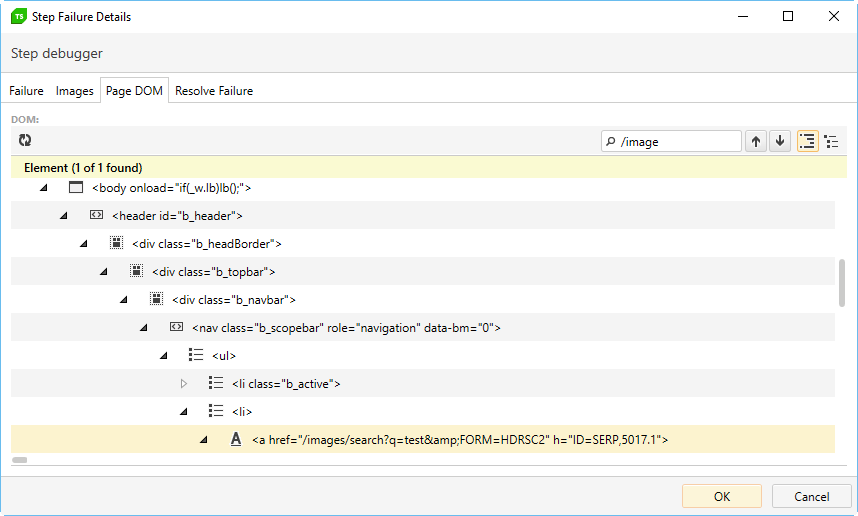 TS Step Failure Details
Step debugger
Failure Images Page DOM Resolve Failure
DOM:
/image
Element (1 of 1 found)
<body onload="if(_w.lb)lb();">
<header id="b_header">
<div class="b_headBorder">
<div class="b_topbar">
<div class="b_navbar">
<nav class="b_scopebar" role="navigation" data-bm="0">
<ul>
<li class="b_active">
<li>
A <a href="/images/search?q=test&amp;FORM=HDRSC2" h="ID=SERP,5017.1">
OK Cancel